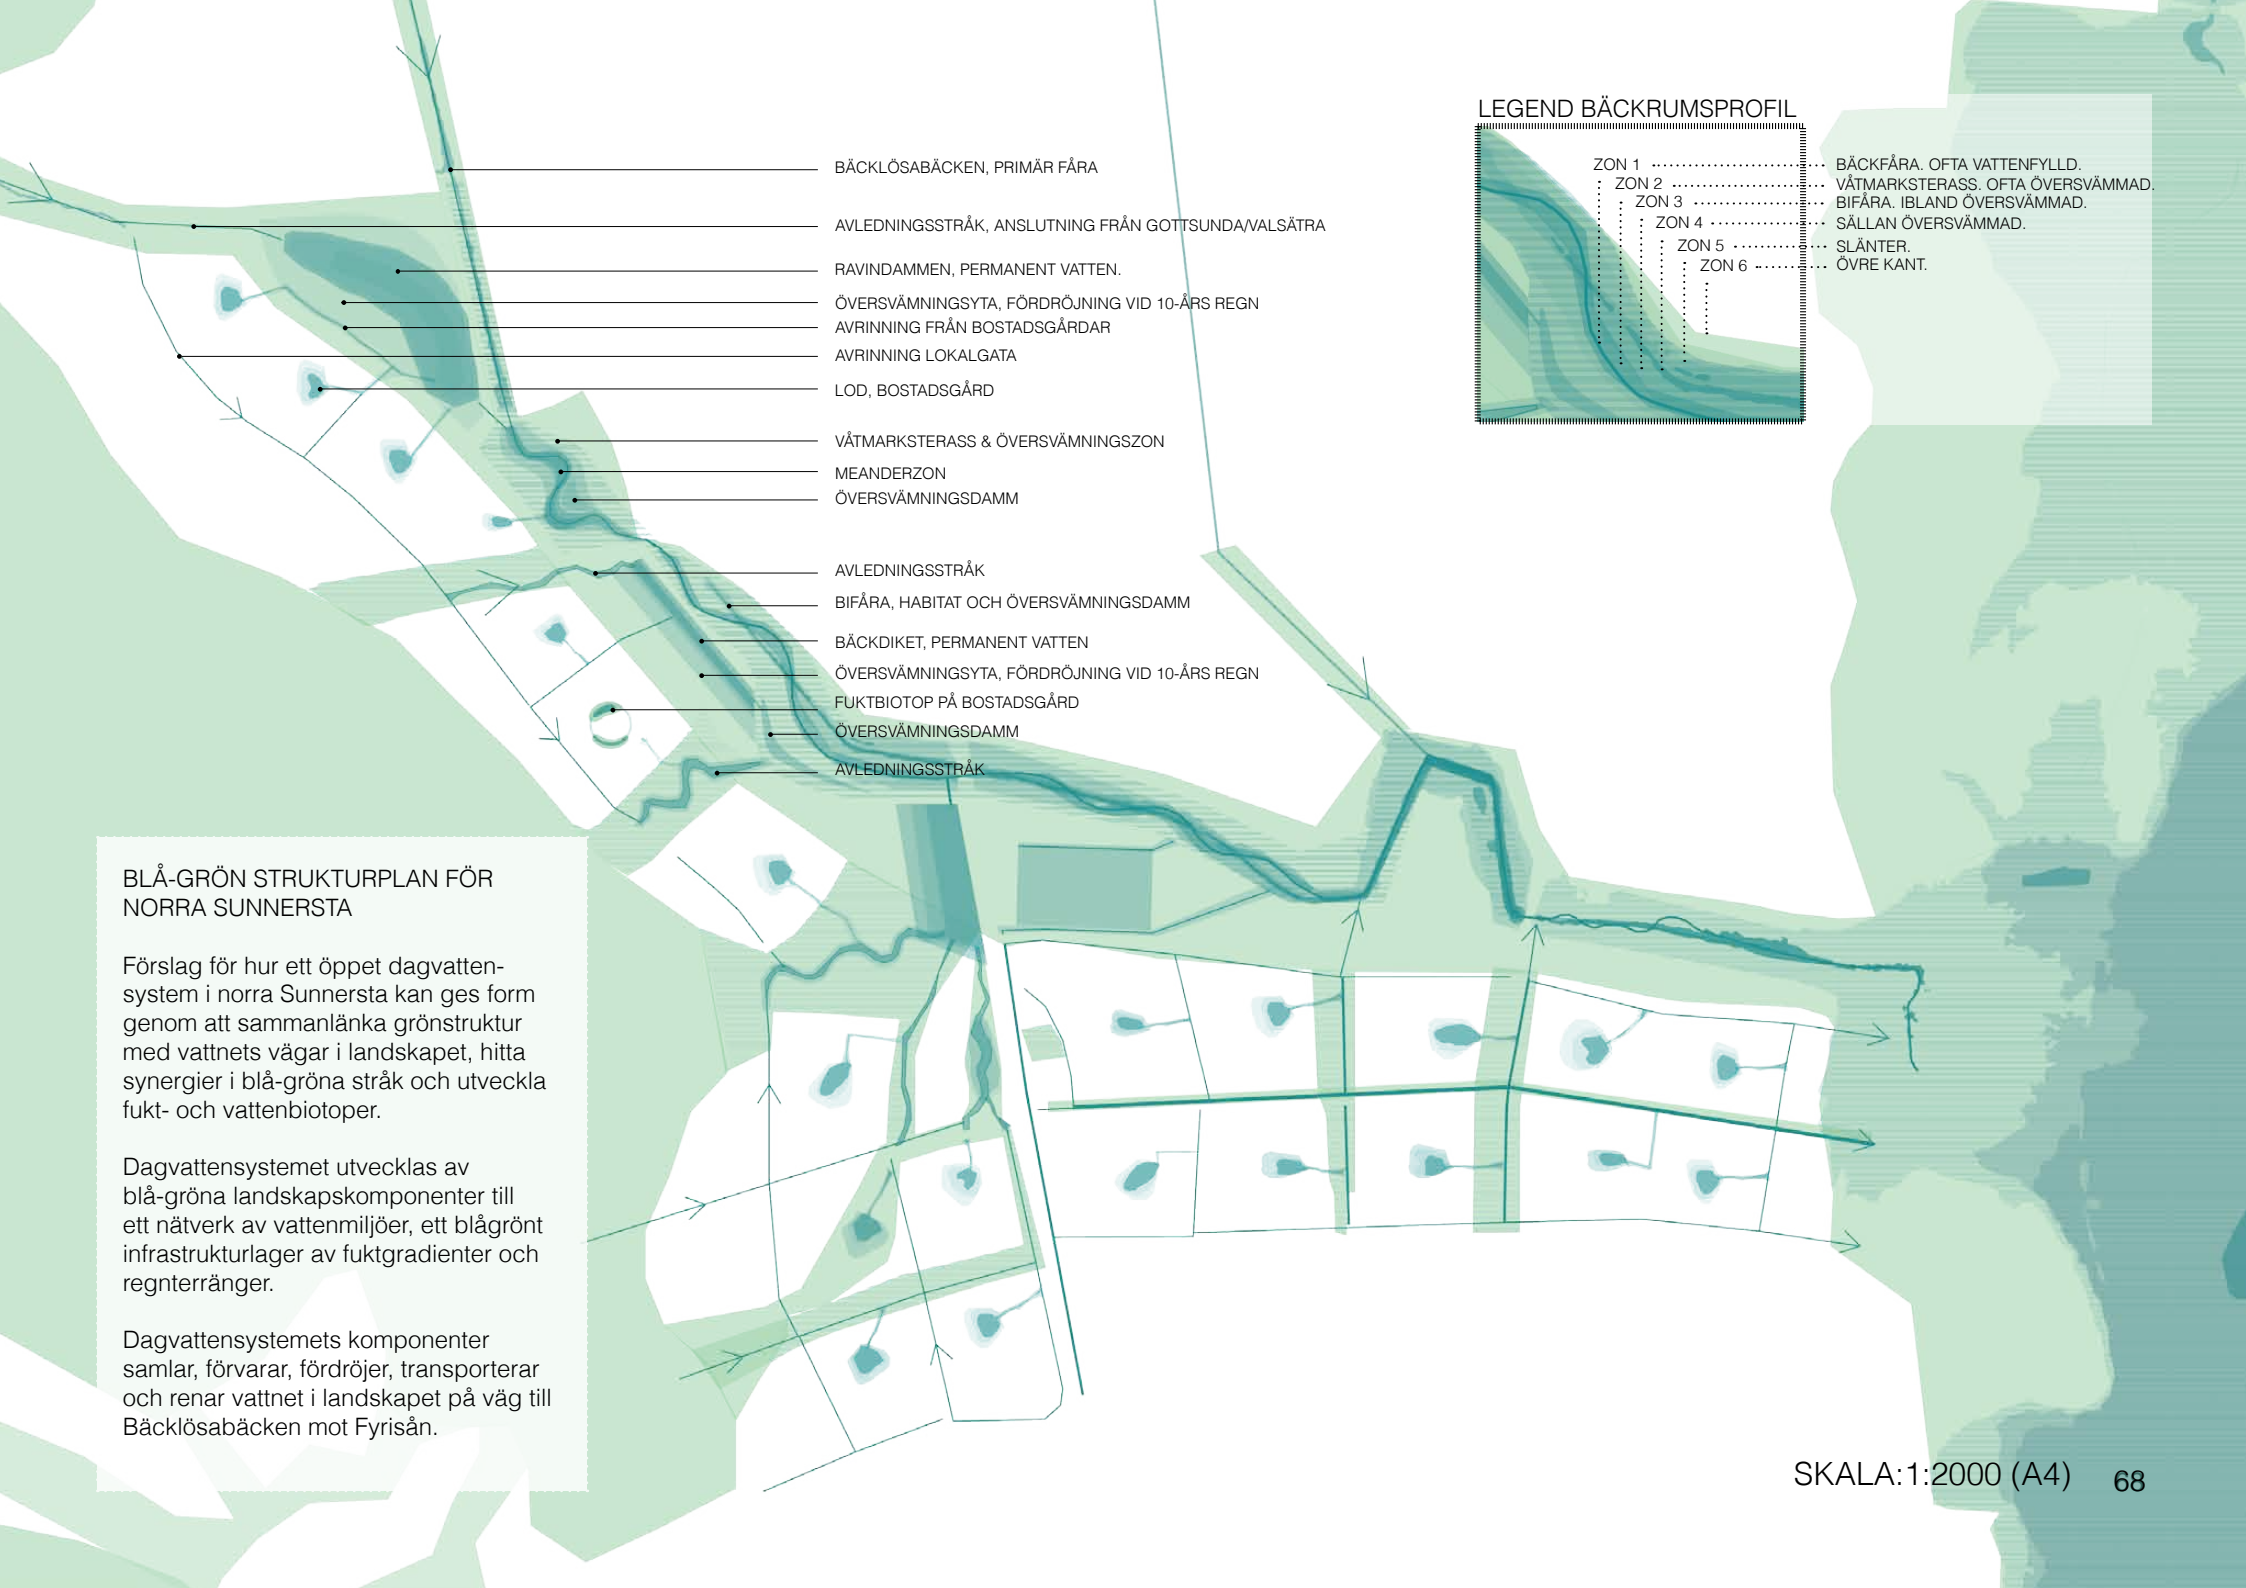 LEGEND BÄCKRUMSPROFIL
ZON 1 BÄCKFÅRA. OFTA VATTENFYLLD.
ZON 2 VÅTMARKSTERASS. OFTA ÖVERSVÄMMAD.
ZON 3 BIFÅRA. IBLAND ÖVERSVÄMMAD.
ZON 4 SÄLLAN ÖVERSVÄMMAD.
ZON 5 SLÄNTER.
ZON 6 ÖVRE KANT.
BÄCKLÖSABÄCKEN, PRIMÄR FÅRA
AVLEDNINGSSTRÅK, ANSLUTNING FRÅN GOTTSUNDA/VALSÄTRA
RAVINDAMMEN, PERMANENT VATTEN.
ÖVERSVÄMNINGSYTA, FÖRDRÖJNING VID 10-ÅRS REGN
AVRINNING FRÅN BOSTADSGÅRDAR
AVRINNING LOKALGATA
LOD, BOSTADSGÅRD
VÅTMARKSTERASS & ÖVERSVÄMNINGSZON
MEANDERZON
ÖVERSVÄMNINGSDAMM
AVLEDNINGSSTRÅK
BIFÅRA, HABITAT OCH ÖVERSVÄMNINGSDAMM
BÄCKDIKET, PERMANENT VATTEN
ÖVERSVÄMNINGSYTA, FÖRDRÖJNING VID 10-ÅRS REGN
FUKTBIOTOP PÅ BOSTADSGÅRD
ÖVERSVÄMNINGSDAMM
AVLEDNINGSSTRÅK
BLÅ-GRÖN STRUKTURPLAN FÖR
NORRA SUNNERSTA
Förslag för hur ett öppet dagvatten-
system i norra Sunnersta kan ges form
genom att sammanlänka grönstruktur
med vattnets vägar i landskapet, hitta
synergier i blå-gröna stråk och utveckla
fukt- och vattenbiotoper.
Dagvattensystemet utvecklas av
blå-gröna landskapskomponenter till
ett nätverk av vattenmiljöer, ett blågrönt
infrastrukturlager av fuktgradienter och
regnterränger.
Dagvattensystemets komponenter
samlar, förvarar, fördröjer, transporterar
och renar vattnet i landskapet på väg till
Bäcklösabäcken mot Fyrisån.
SKALA:1:2000 (A4) 68